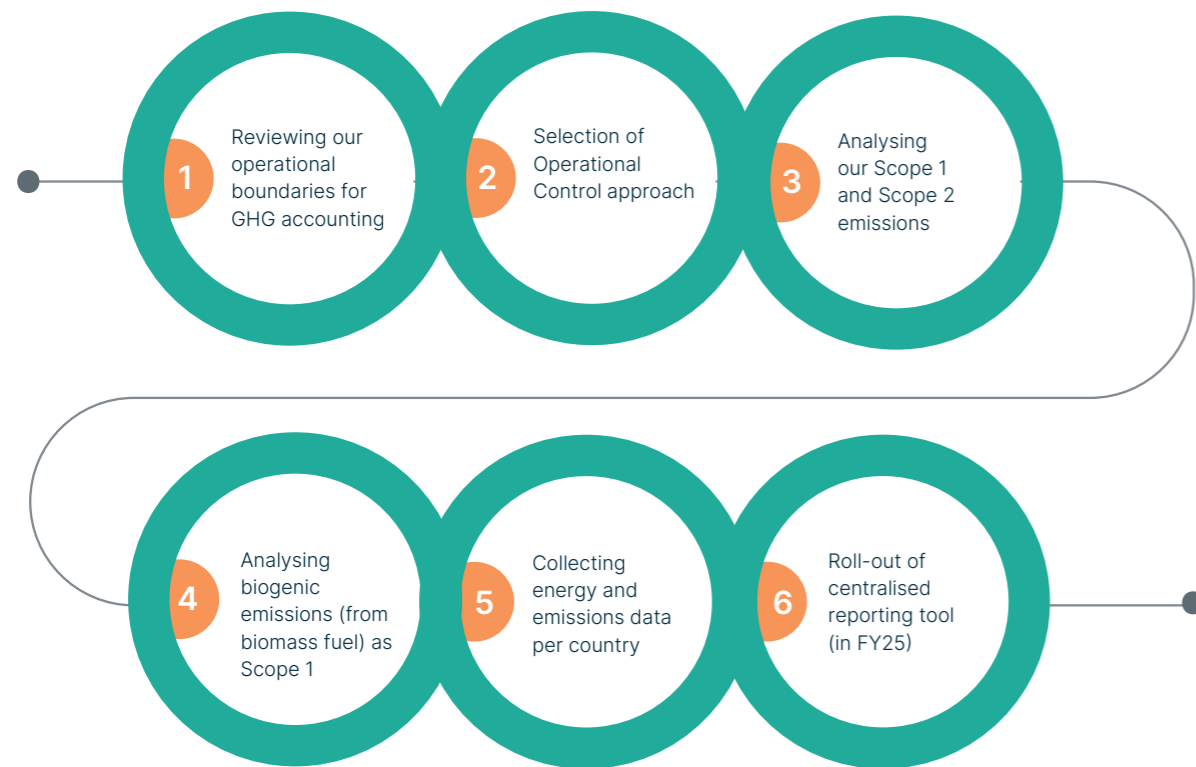 1
Reviewing our
operational
boundaries for
GHG accounting
2
Selection of
Operational
Control approach
3
Analysing
our Scope 1
and Scope 2
emissions
4
Analysing
biogenic
emissions (from
biomass fuel) as
Scope 1
5
Collecting
energy and
emissions data
per country
6
Roll-out of
centralised
reporting tool
(in FY25)